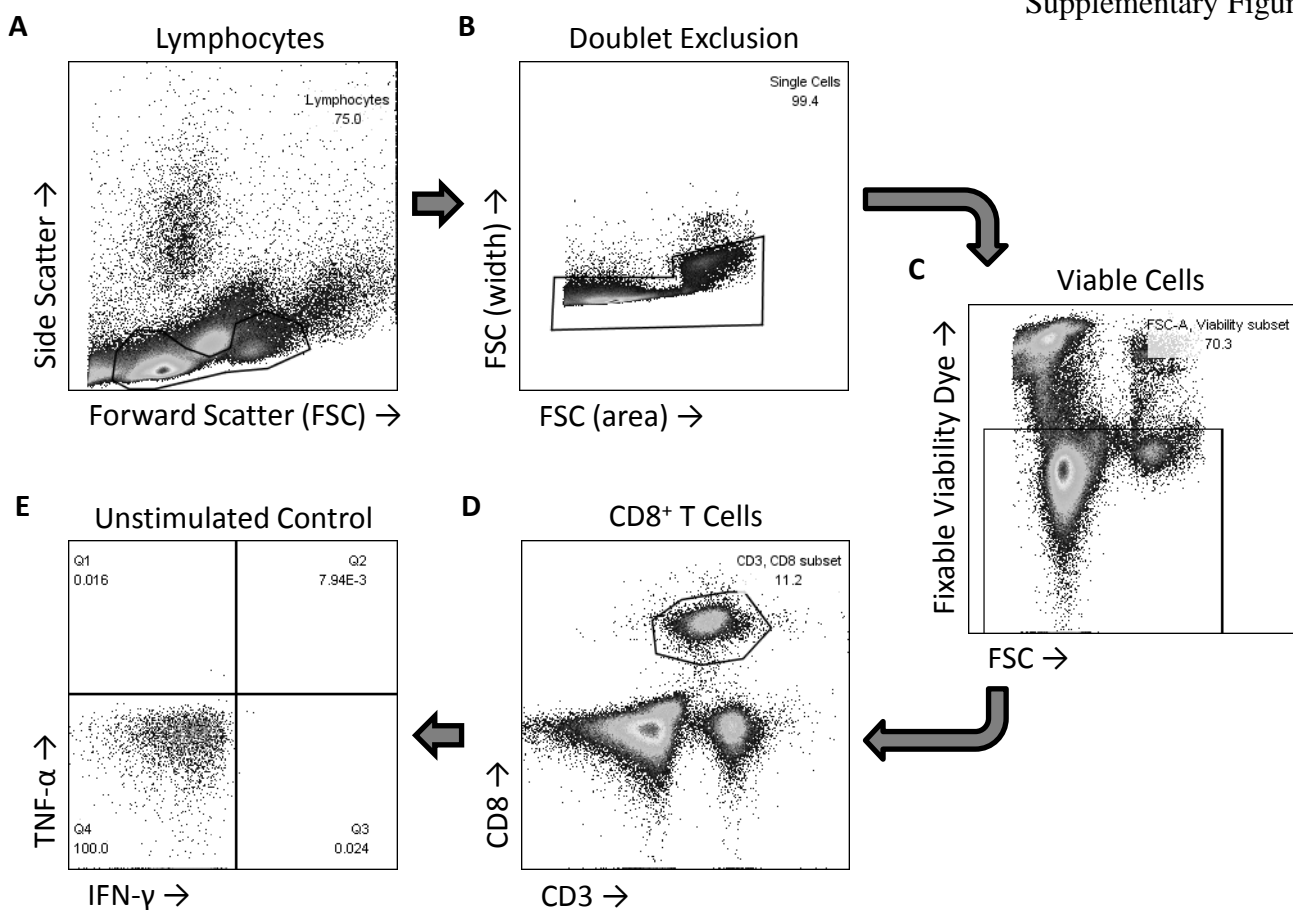 Supplementary Figur
A
Lymphocytes
Lymphocytes
75.0
Side Scatter →
Forward Scatter (FSC) →
B
Doublet Exclusion
Single Cells
99.4
FSC (width) →
FSC (area) →
C
Viable Cells
FSC-A, Viability subset
70.3
Fixable Viability Dye →
FSC →
E
Unstimulated Control
Q1
0.016
Q2
7.94E-3
Q4
100.0
Q3
0.024
TNF-α →
IFN-γ →
D
CD8⁺ T Cells
CD3, CD8 subset
11.2
CD8 →
CD3 →